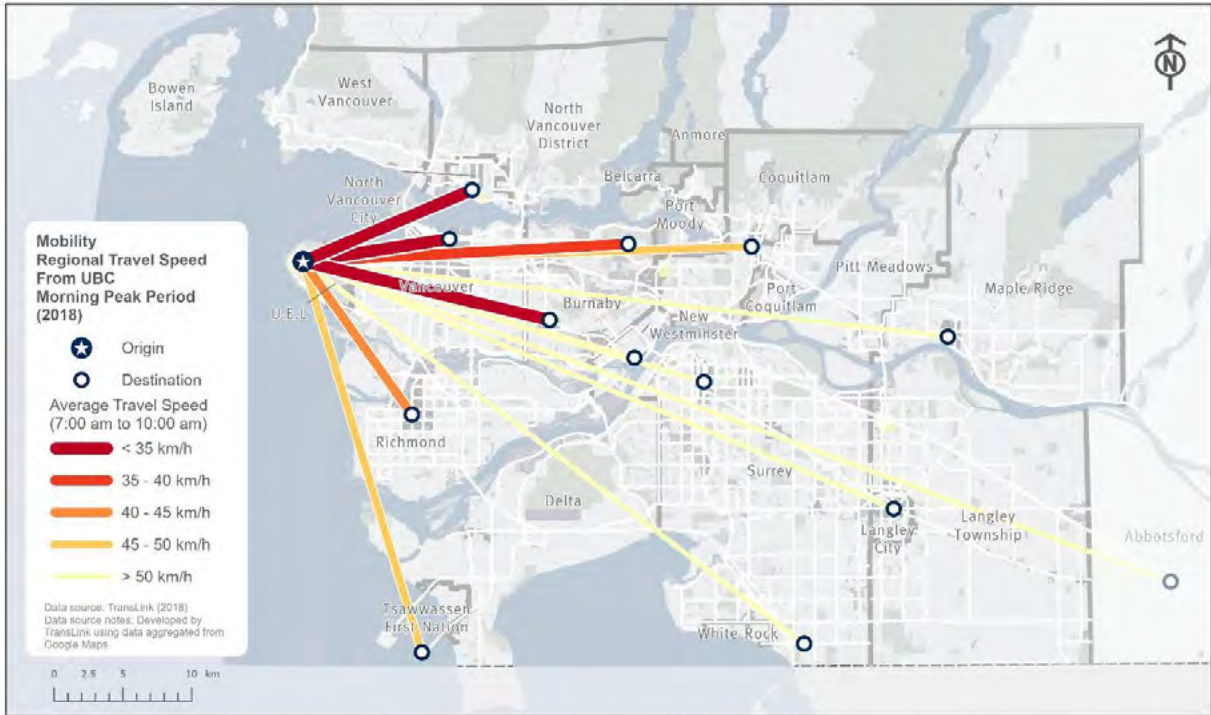 N
Bowen
Island
West
Vancouver
North
Vancouver
District
Anmore
Belcarra
Coquitlam
North
Vancouver
City
Port
Moody
Pitt Meadows
Maple Ridge
Port
Coquitlam
Vancouver
Burnaby
U.E.L
New
Westminster
Richmond
Surrey
Delta
Langley
City
Langley
Township
Abbotsford
Tsawwassen
First Nation
White Rock
Mobility
Regional Travel Speed
From UBC
Morning Peak Period
(2018)
Origin
Destination
Average Travel Speed
(7:00 am to 10:00 am)
< 35 km/h
35 - 40 km/h
40 - 45 km/h
45 - 50 km/h
> 50 km/h
Data source: TransLink (2018)
Data source notes: Developed by
TransLink using data aggregated from
Google Maps
0 2.5 5 10 km